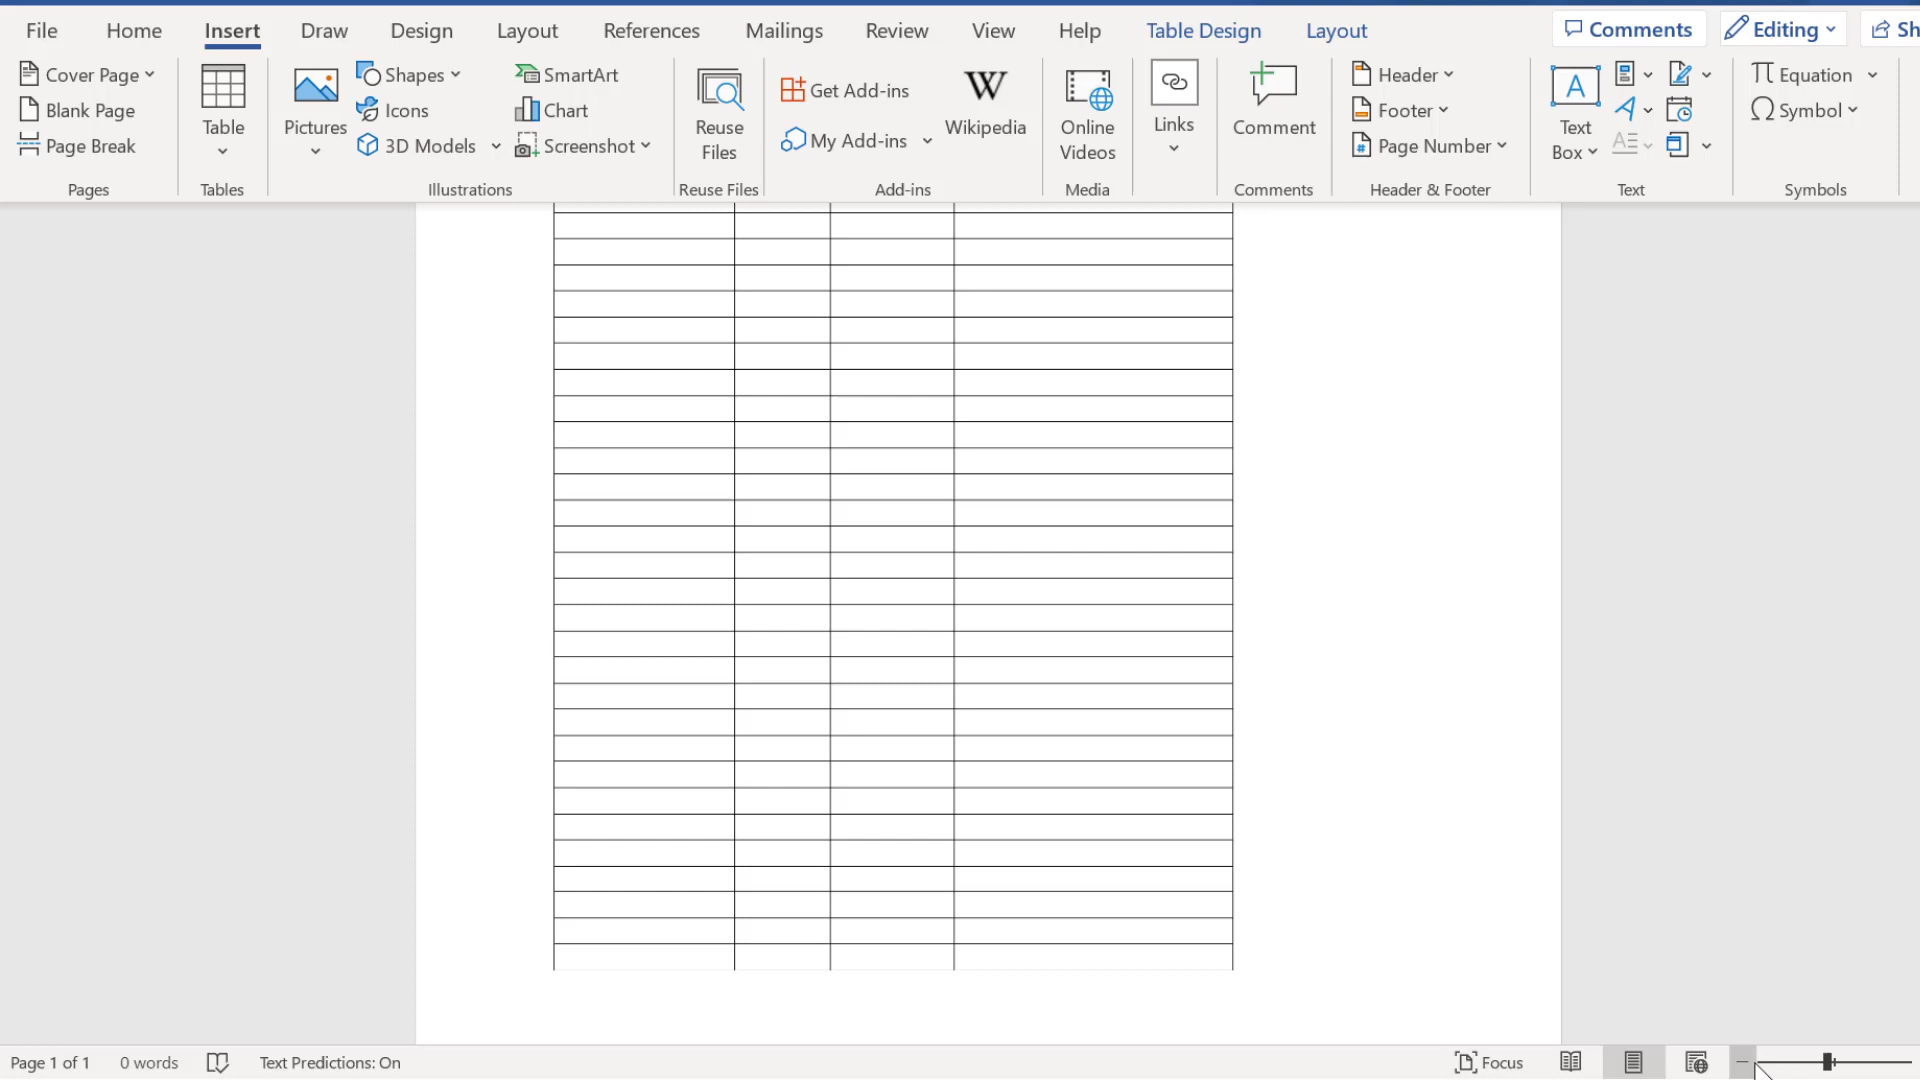 File Home Insert Draw Design Layout References Mailings Review View Help Table Design Layout Comments Editing Sh
Cover Page
Blank Page
Page Break
Pages
Table
Tables
Pictures
Shapes
Icons
3D Models
SmartArt
Chart
Screenshot
Illustrations
Reuse
Files
Reuse Files
Get Add-ins
My Add-ins
W
Wikipedia
Add-ins
Online
Videos
Media
Links
Comment
Comments
Header
Footer
# Page Number
Header & Footer
A
Text
Box
A
A
Text
π Equation
Ω Symbol
Symbols
Page 1 of 1 0 words Text Predictions: On Focus